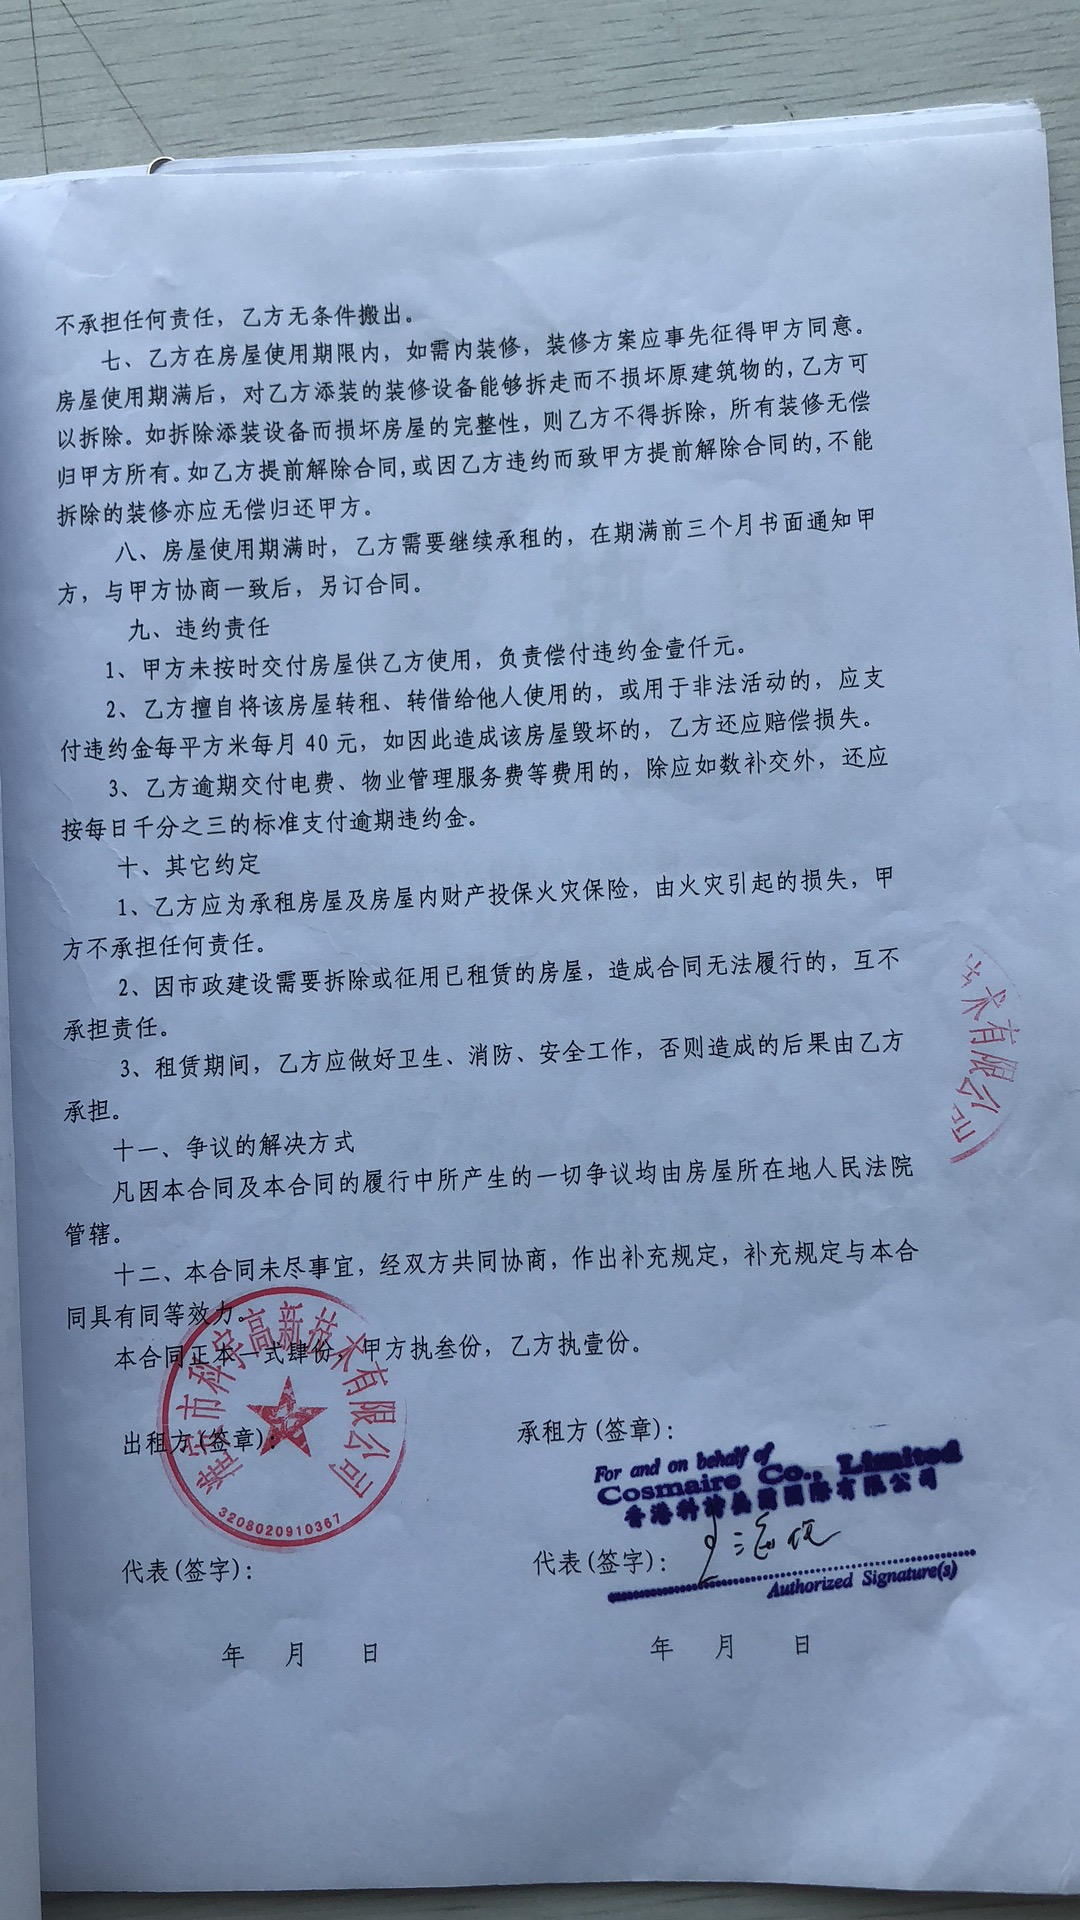 不承担任何责任，乙方无条件搬出。
七、乙方在房屋使用期限内，如需内装修，装修方案应事先征得甲方同意。
房屋使用期满后，对乙方添装的装修设备能够拆走而不损坏原建筑物的,乙方可
以拆除。如拆除添装设备而损坏房屋的完整性，则乙方不得拆除，所有装修无偿
归甲方所有。如乙方提前解除合同,或因乙方违约而致甲方提前解除合同的,不能
拆除的装修亦应无偿归还甲方。
八、房屋使用期满时，乙方需要继续承租的，在期满前三个月书面通知甲
方，与甲方协商一致后，另订合同。
九、违约责任
1、甲方未按时交付房屋供乙方使用，负责偿付违约金壹仟元。
2、乙方擅自将该房屋转租、转借给他人使用的，或用于非法活动的，应支
付违约金每平方米每月40元，如因此造成该房屋毁坏的，乙方还应赔偿损失。
3、乙方逾期交付电费、物业管理服务费等费用的，除应如数补交外，还应
按每日千分之三的标准支付逾期违约金。
十、其它约定
1、乙方应为承租房屋及房屋内财产投保火灾保险，由火灾引起的损失，甲
方不承担任何责任。
2、因市政建设需要拆除或征用已租赁的房屋，造成合同无法履行的，互不
承担责任。
3、租赁期间，乙方应做好卫生、消防、安全工作，否则造成的后果由乙方
承担。
术有限公司
十一、争议的解决方式
凡因本合同及本合同的履行中所产生的一切争议均由房屋所在地人民法院
管辖。
十二、本合同未尽事宜，经双方共同协商，作出补充规定，补充规定与本合
同具有同等效力。
本合同正本一式肆份，甲方执叁份，乙方执壹份。
淮安市科宇高新技术有限公司
3208020910367
出租方(签章)：
承租方(签章)：
For and on behalf of
Cosmaire Co., Limited
香港科 国际有限公司
代表(签字)：
代表(签字)：
Authorized Signature(s)
年 月 日
年 月 日